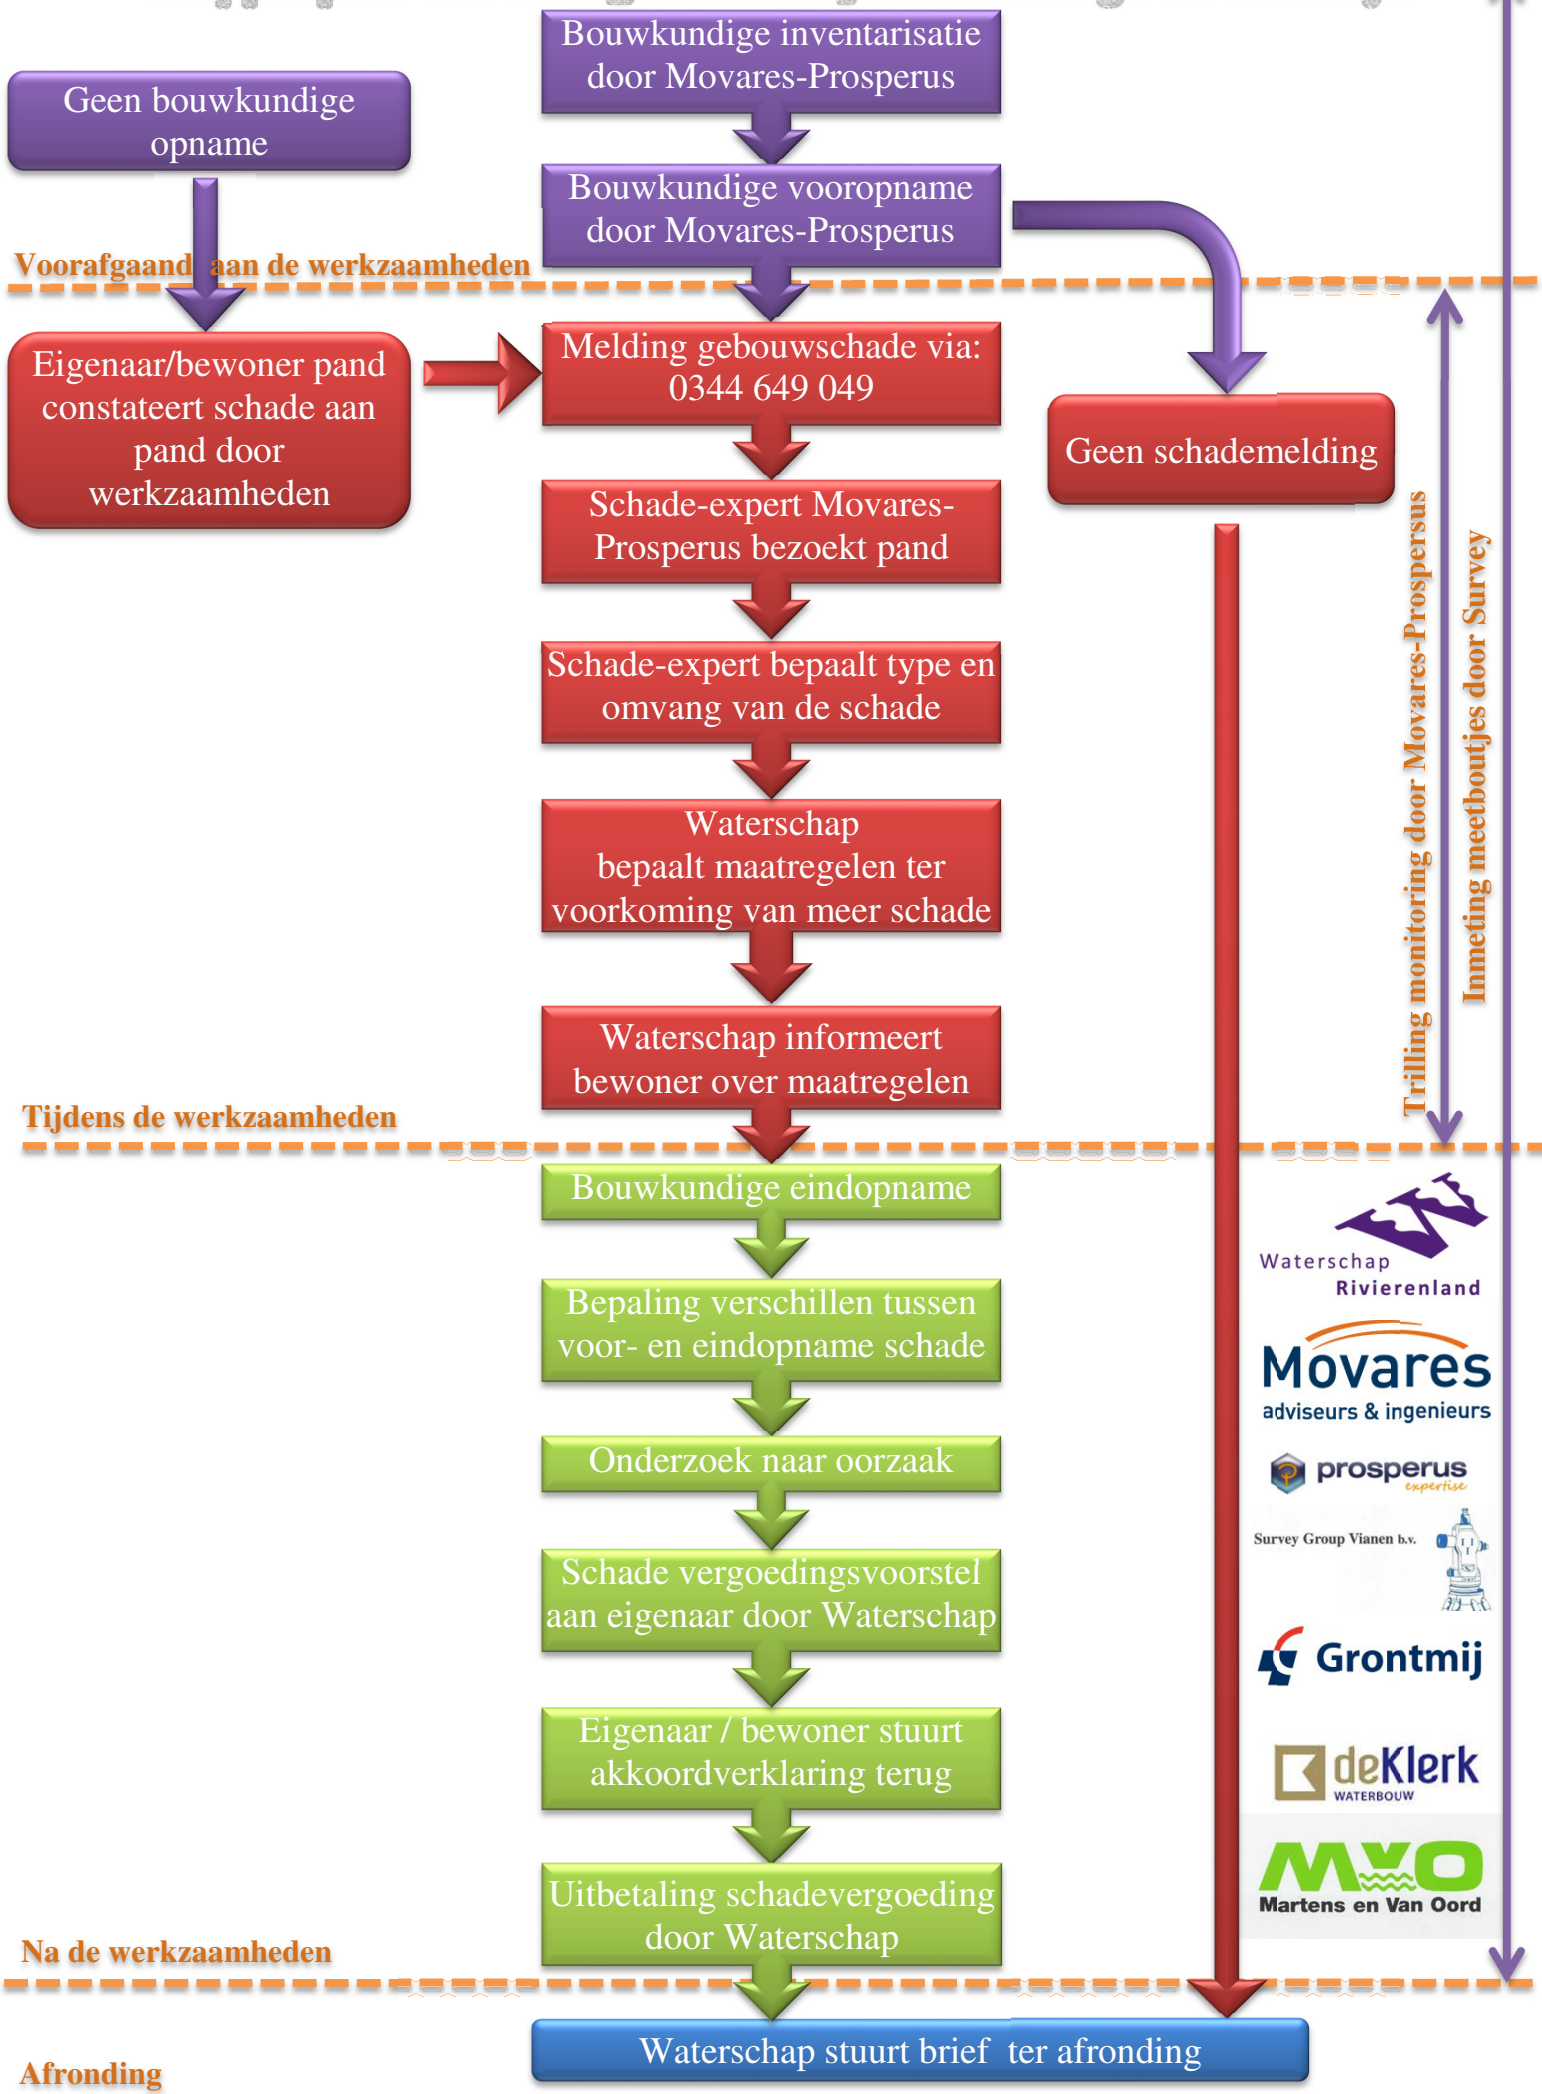 Bouwkundige inventarisatie
door Movares-Prosperus
Geen bouwkundige
opname
Bouwkundige vooropname
door Movares-Prosperus
Voorafgaand aan de werkzaamheden
Eigenaar/bewoner pand
constateert schade aan
pand door
werkzaamheden
Melding gebouwschade via:
0344 649 049
Geen schademelding
Schade-expert Movares-
Prosperus bezoekt pand
Schade-expert bepaalt type en
omvang van de schade
Waterschap
bepaalt maatregelen ter
voorkoming van meer schade
Waterschap informeert
bewoner over maatregelen
Trilling monitoring door Movares-Prospersus
Inmeting meetboutjes door Survey
Tijdens de werkzaamheden
Bouwkundige eindopname
Bepaling verschillen tussen
voor- en eindopname schade
Onderzoek naar oorzaak
Schade vergoedingsvoorstel
aan eigenaar door Waterschap
Eigenaar / bewoner stuurt
akkoordverklaring terug
Uitbetaling schadevergoeding
door Waterschap
Waterschap
Rivierenland
Movares
adviseurs & ingenieurs
prosperus
expertise
Survey Group Vianen b.v.
Grontmij
deKlerk
WATERBOUW
MVO
Martens en Van Oord
Na de werkzaamheden
Waterschap stuurt brief ter afronding
Afronding